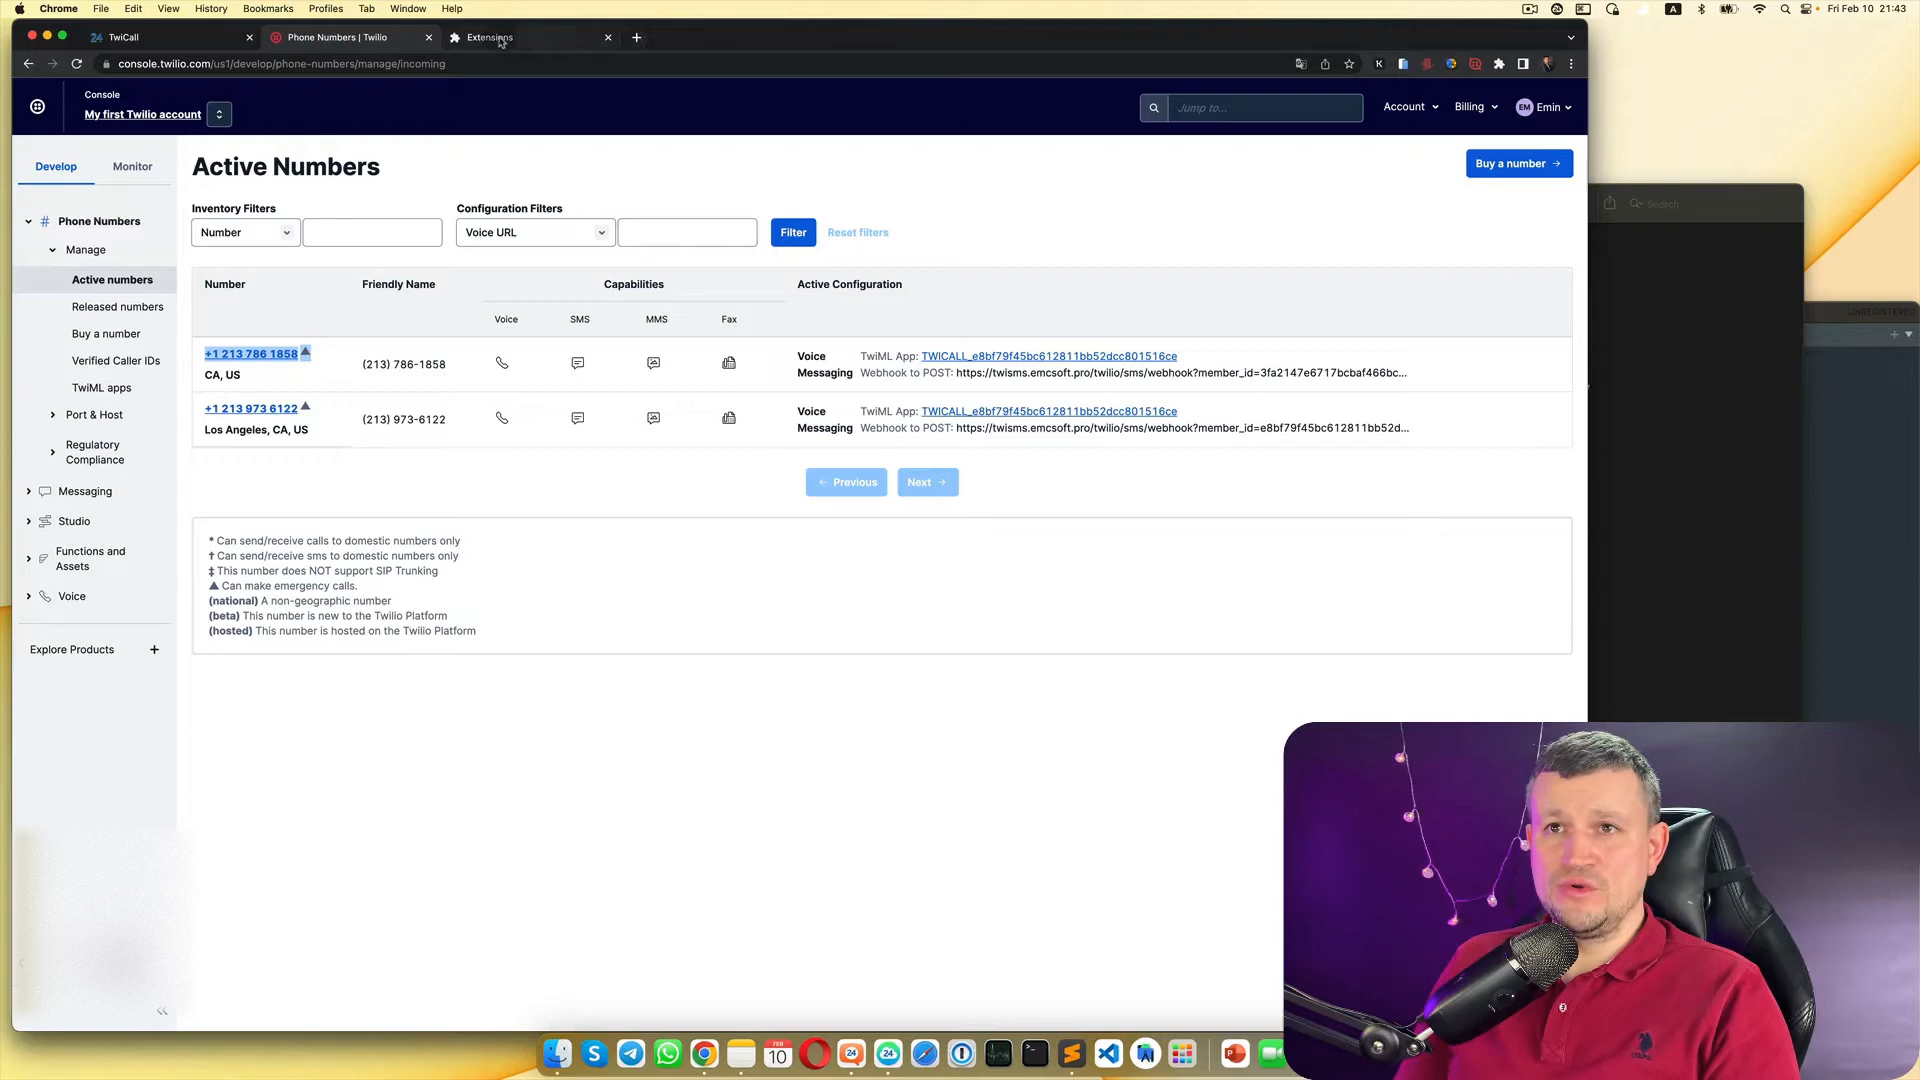 Chrome File Edit View History Bookmarks Profiles Tab Window Help
A
Fri Feb 10 21:43
24 TwiCall
Phone Numbers | Twilio
Extensions
console.twilio.com/us1/develop/phone-numbers/manage/incoming
K
Console
My first Twilio account
Jump to...
Account
Billing
EM Emin
Develop
Monitor
Active Numbers
Buy a number →
Search
# Phone Numbers
Manage
Active numbers
Released numbers
Buy a number
Verified Caller IDs
TwiML apps
Port & Host
Regulatory
Compliance
Messaging
Studio
Functions and
Assets
Voice
Explore Products +
Inventory Filters
Configuration Filters
Number
Voice URL
Filter
Reset filters
UNREGISTERED
Number Friendly Name Capabilities Active Configuration
Voice SMS MMS Fax
+1 213 786 1858
CA, US
(213) 786-1858
Voice TwiML App: TWICALL_e8bf79f45bc612811bb52dcc801516ce
Messaging Webhook to POST: https://twisms.emcsoft.pro/twilio/sms/webhook?member_id=3fa2147e6717bcbaf466bc...
+1 213 973 6122
Los Angeles, CA, US
(213) 973-6122
Voice TwiML App: TWICALL_e8bf79f45bc612811bb52dcc801516ce
Messaging Webhook to POST: https://twisms.emcsoft.pro/twilio/sms/webhook?member_id=e8bf79f45bc612811bb52d...
← Previous
Next →
* Can send/receive calls to domestic numbers only
† Can send/receive sms to domestic numbers only
‡ This number does NOT support SIP Trunking
▲ Can make emergency calls.
(national) A non-geographic number
(beta) This number is new to the Twilio Platform
(hosted) This number is hosted on the Twilio Platform
FEB
10
24
24